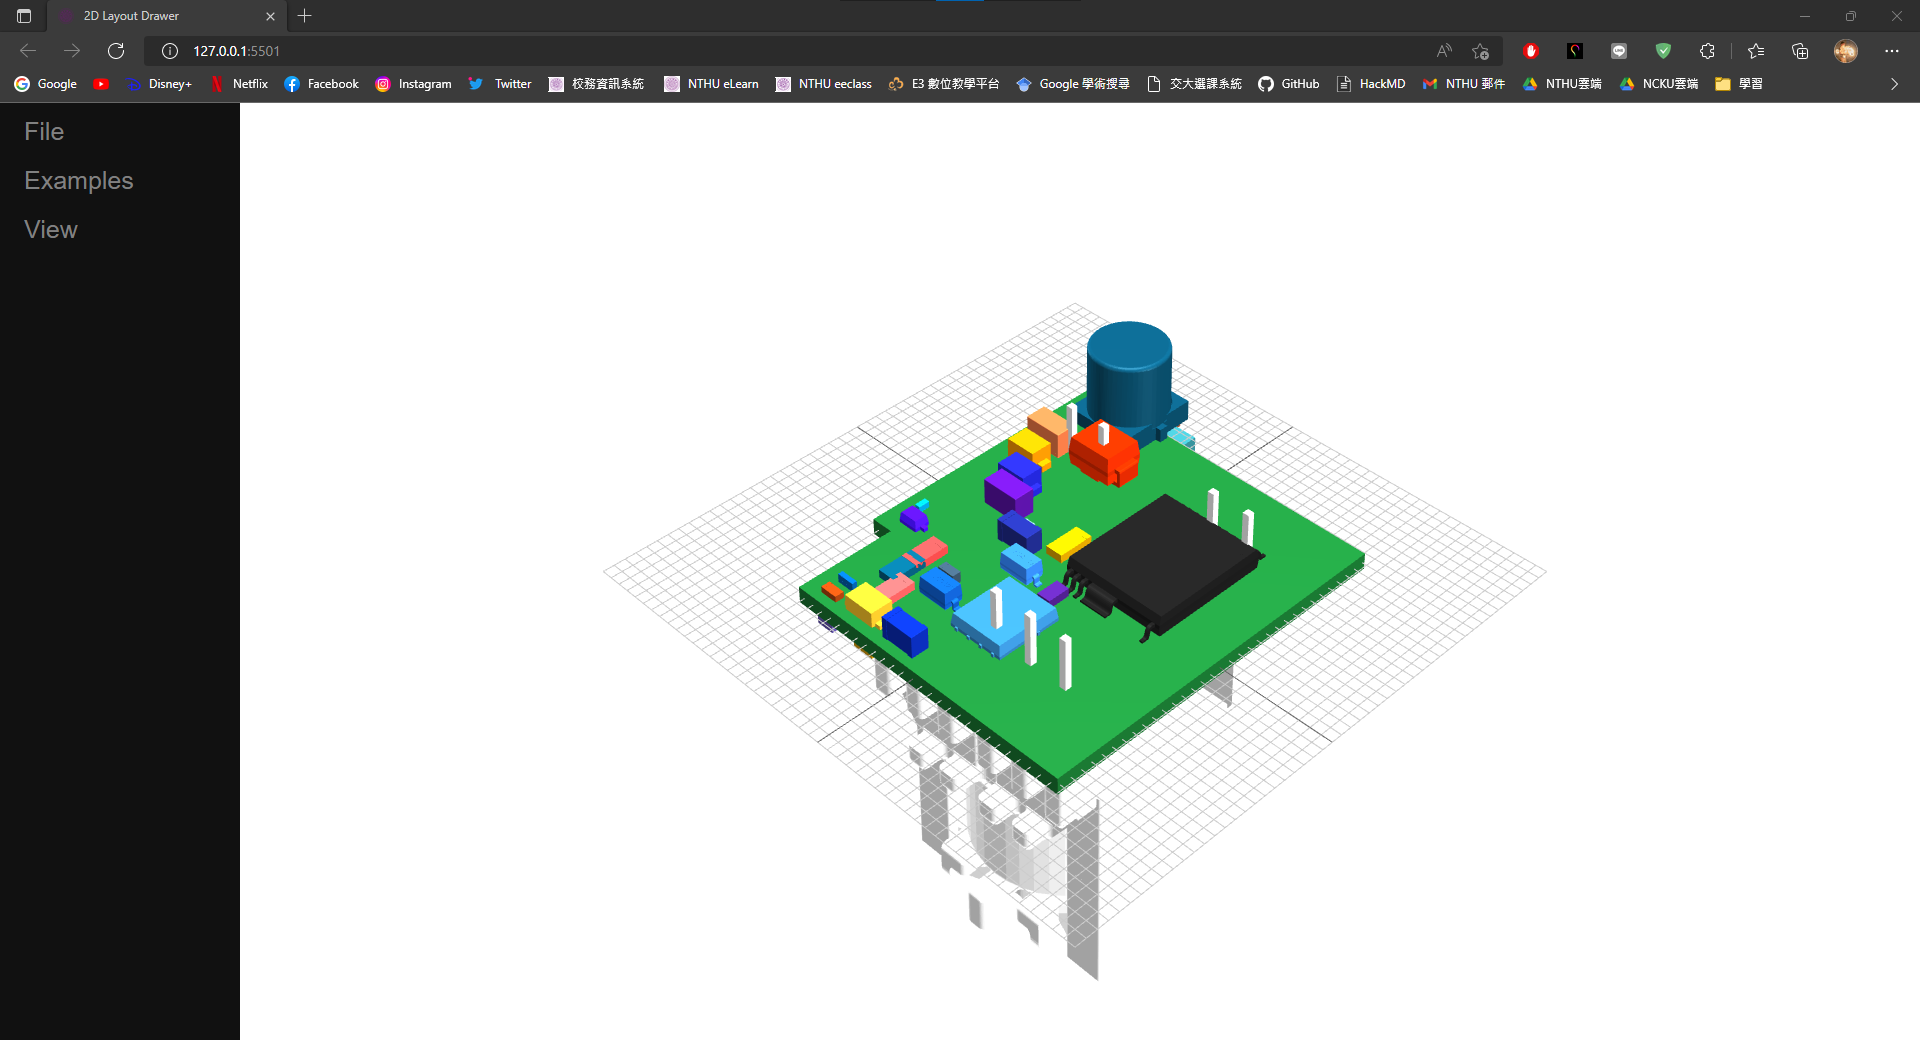 2D Layout Drawer
127.0.0.1:5501
Google Disney+ Netflix Facebook Instagram Twitter 校務資訊系統 NTHU eLearn NTHU eeclass E3 數位教學平台 Google 學術搜尋 交大選課系統 GitHub HackMD NTHU 郵件 NTHU雲端 NCKU雲端 學習
File
Examples
View